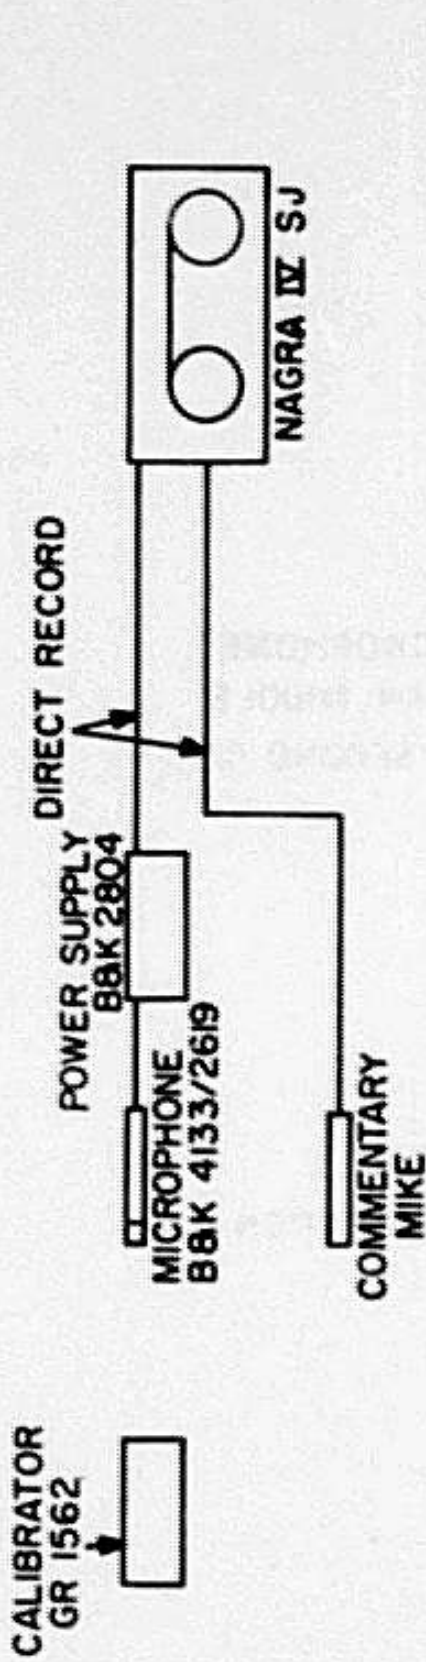 CALIBRATOR
GR 1562
MICROPHONE
B&K 4133/2619
POWER SUPPLY
B&K 2804
DIRECT RECORD
COMMENTARY
MIKE
NAGRA IV SJ